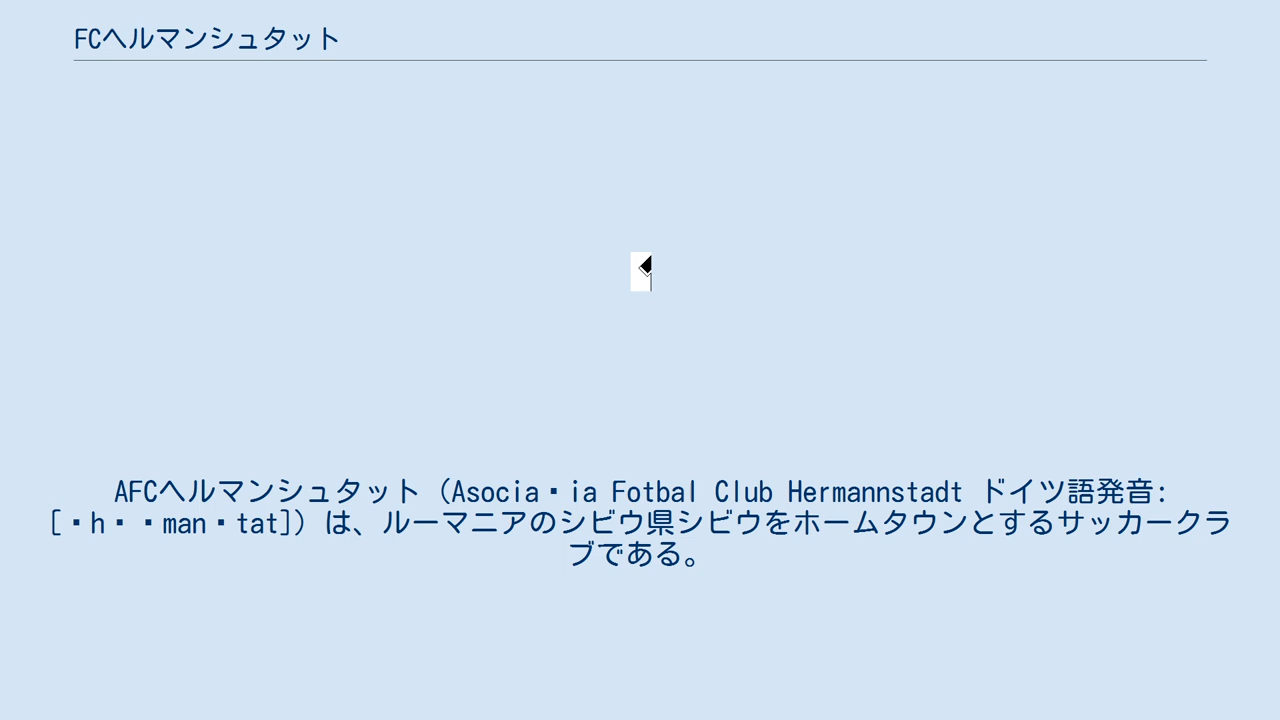 FCヘルマンシュタット
AFCヘルマンシュタット（Asocia・ia Fotbal Club Hermannstadt ドイツ語発音:
[・h・・man・tat]）は、ルーマニアのシビウ県シビウをホームタウンとするサッカークラ
ブである。